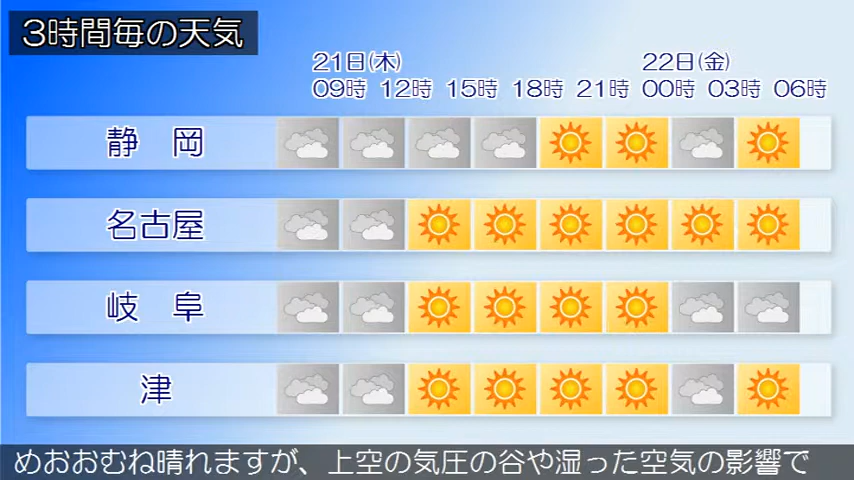 3時間毎の天気
21日(木) 22日(金)
09時 12時 15時 18時 21時 00時 03時 06時
静岡
名古屋
岐阜
津
めおおむね晴れますが、上空の気圧の谷や湿った空気の影響で